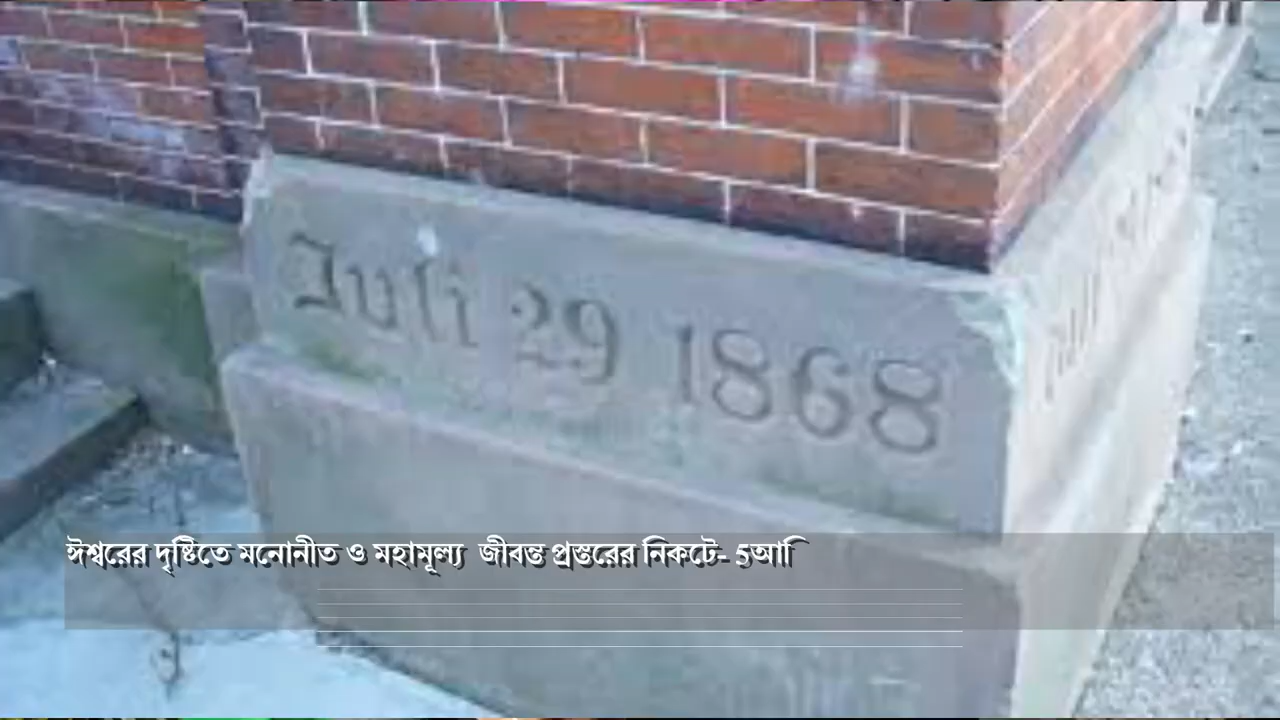 Juli 29 1868
ঈশ্বরের দৃষ্টিতে মনোনীত ও মহামূল্য জীবন্ত প্রস্তরের নিকটে- 5আি